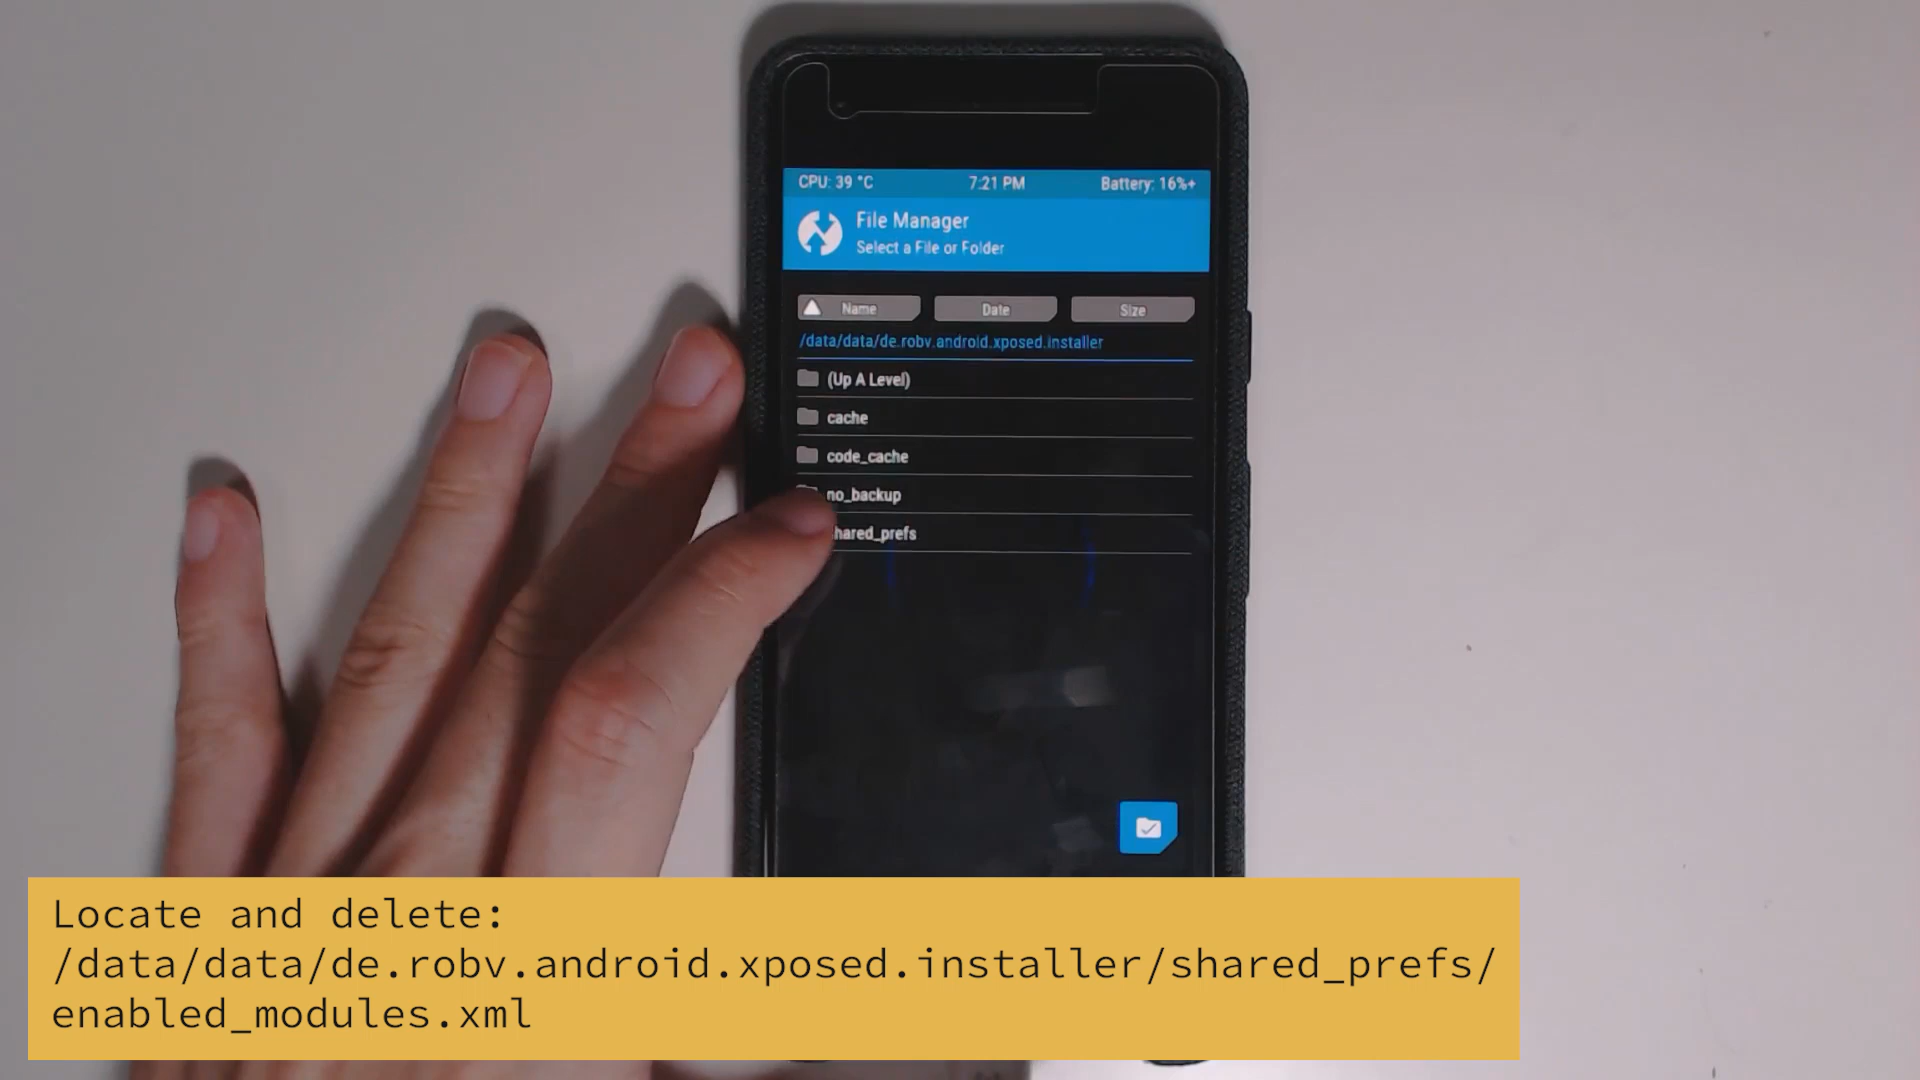 CPU: 39 °C 7:21 PM Battery: 16%+
File Manager
Select a File or Folder
Name Date Size
/data/data/de.robv.android.xposed.installer
(Up A Level)
cache
code_cache
no_backup
shared_prefs
Locate and delete:
/data/data/de.robv.android.xposed.installer/shared_prefs/
enabled_modules.xml